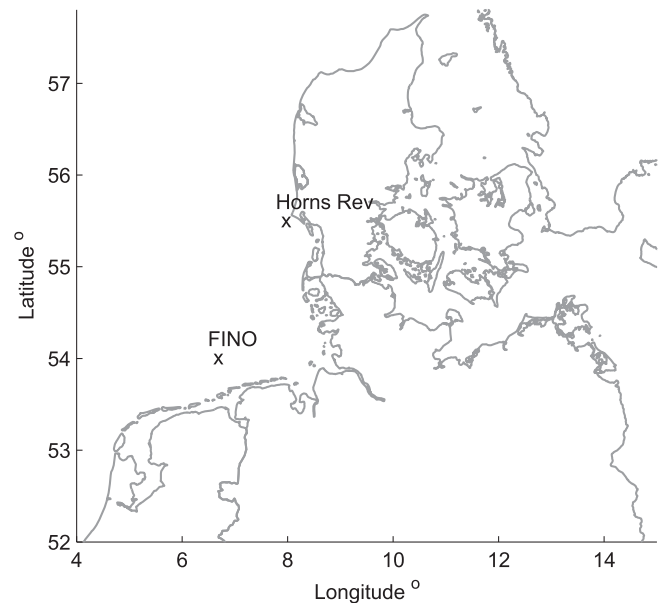 57
56
Horns Rev
x
55
Latitude o
FINO
54
x
53
52
4 6 8 10 12 14
Longitude o